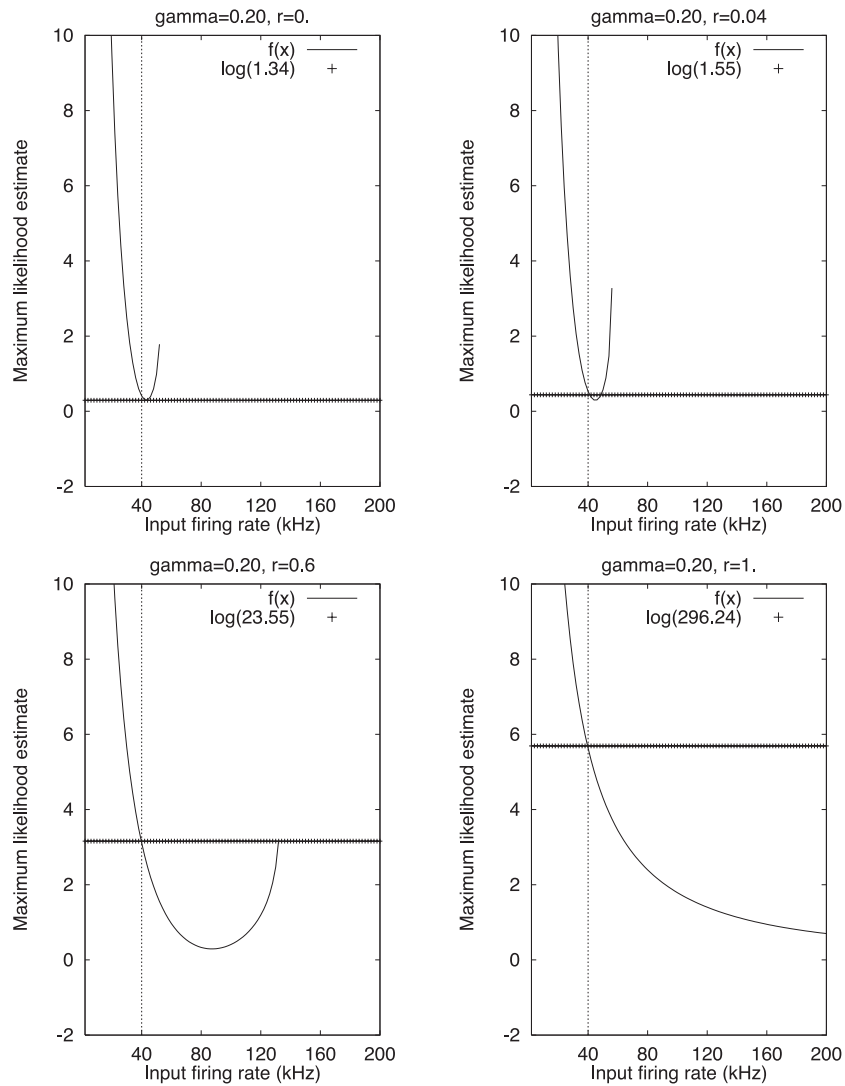 gamma=0.20, r=0.
f(x)
log(1.34)
Maximum likelihood estimate
10
8
6
4
2
0
-2
40 80 120 160 200
Input firing rate (kHz)
gamma=0.20, r=0.04
f(x)
log(1.55)
Maximum likelihood estimate
10
8
6
4
2
0
-2
40 80 120 160 200
Input firing rate (kHz)
gamma=0.20, r=0.6
f(x)
log(23.55)
Maximum likelihood estimate
10
8
6
4
2
0
-2
40 80 120 160 200
Input firing rate (kHz)
gamma=0.20, r=1.
f(x)
log(296.24)
Maximum likelihood estimate
10
8
6
4
2
0
-2
40 80 120 160 200
Input firing rate (kHz)